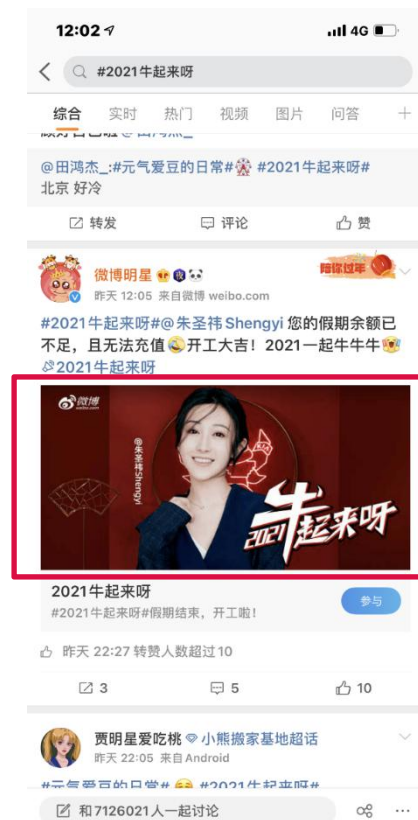 12:02
4G
#2021牛起来呀
综合 实时 热门 视频 图片 问答
@田鸿杰_:#元气爱豆的日常# #2021牛起来呀#
北京 好冷
转发 评论 赞
微博明星
陪你过年
昨天 12:05 来自微博 weibo.com
#2021牛起来呀#@朱圣祎Shengyi 您的假期余额已
不足，且无法充值 开工大吉！2021一起牛牛牛
2021牛起来呀
微博
weibo.com
@朱圣祎Shengyi
2021牛起来呀
2021牛起来呀
#2021牛起来呀#假期结束，开工啦！
参与
昨天 22:27 转赞人数超过10
3 5 10
贾明星爱吃桃 小熊搬家基地超话
昨天 22:05 来自Android
#元气爱豆的日常# #2021牛起来呀#
和7126021人一起讨论